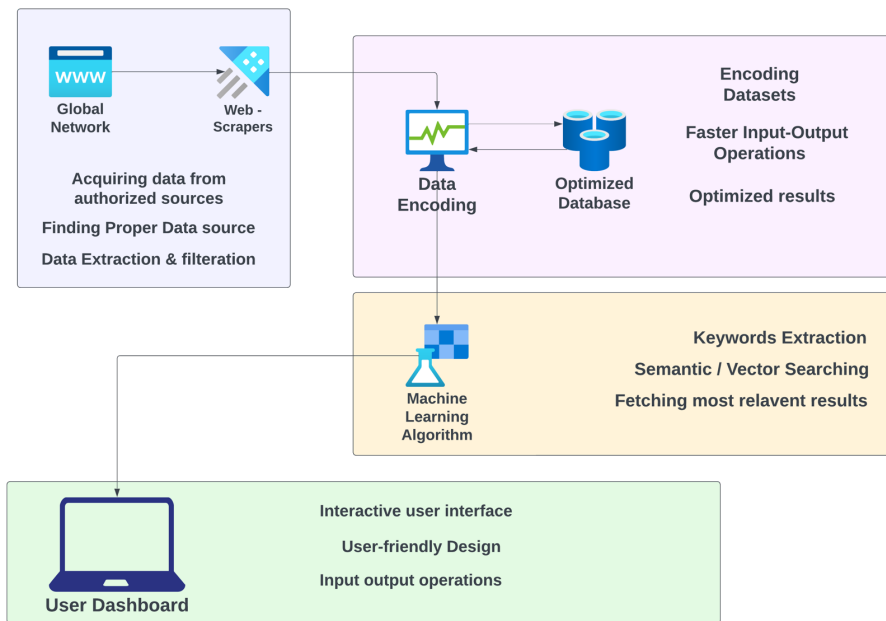 www
Global
Network
Web -
Scrapers
Acquiring data from
authorized sources
Finding Proper Data source
Data Extraction & filteration
Data
Encoding
Optimized
Database
Encoding
Datasets
Faster Input-Output
Operations
Optimized results
Machine
Learning
Algorithm
Keywords Extraction
Semantic / Vector Searching
Fetching most relavent results
User Dashboard
Interactive user interface
User-friendly Design
Input output operations